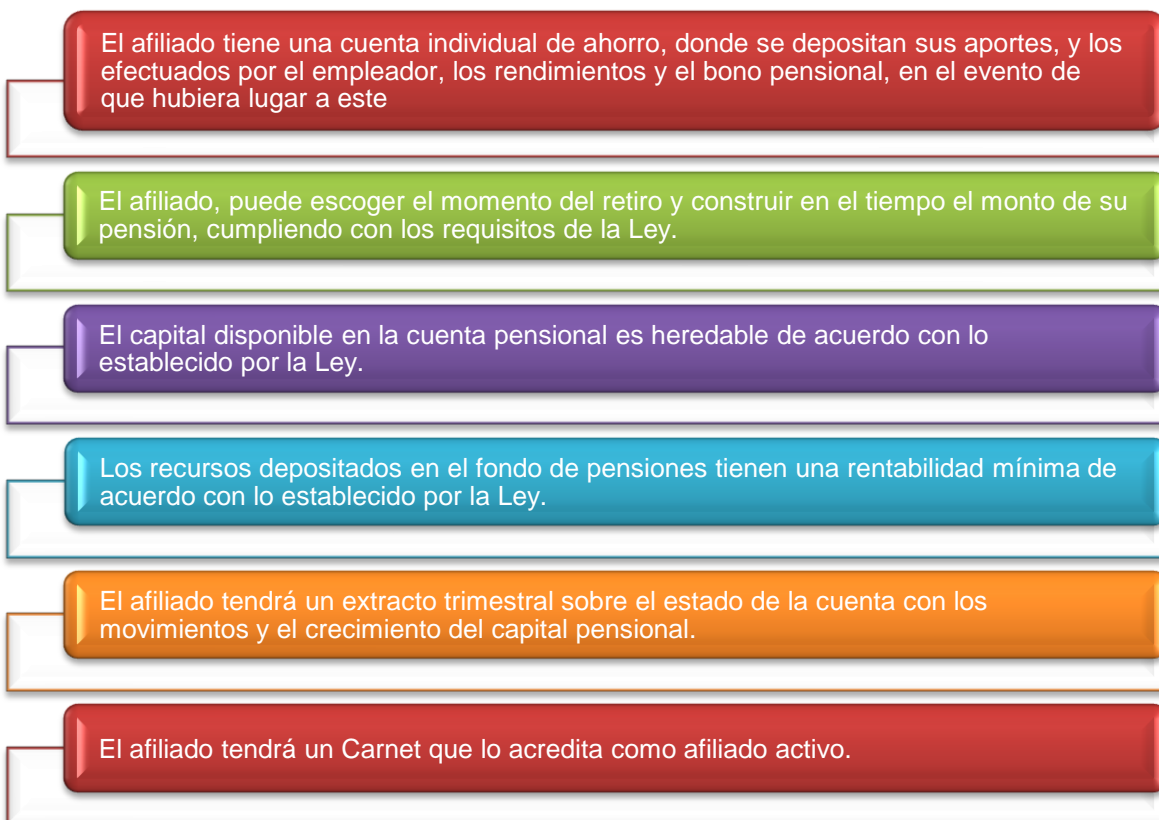 El afiliado tiene una cuenta individual de ahorro, donde se depositan sus aportes, y los
efectuados por el empleador, los rendimientos y el bono pensional, en el evento de
que hubiera lugar a este
El afiliado, puede escoger el momento del retiro y construir en el tiempo el monto de su
pensión, cumpliendo con los requisitos de la Ley.
El capital disponible en la cuenta pensional es heredable de acuerdo con lo
establecido por la Ley.
Los recursos depositados en el fondo de pensiones tienen una rentabilidad mínima de
acuerdo con lo establecido por la Ley.
El afiliado tendrá un extracto trimestral sobre el estado de la cuenta con los
movimientos y el crecimiento del capital pensional.
El afiliado tendrá un Carnet que lo acredita como afiliado activo.